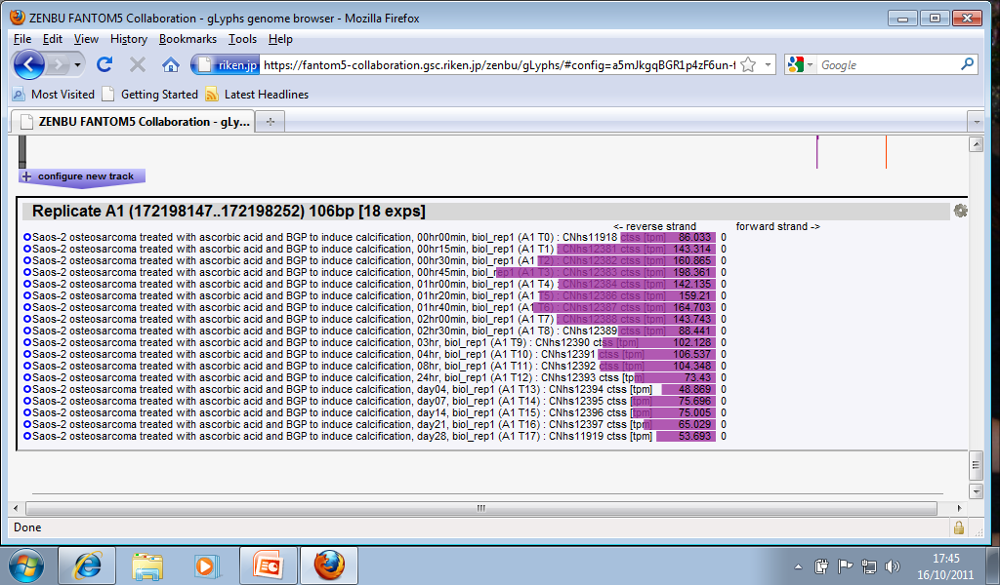 ZENBU FANTOM5 Collaboration - gLyphs genome browser - Mozilla Firefox
File Edit View History Bookmarks Tools Help
riken.jp https://fantom5-collaboration.gsc.riken.jp/zenbu/gLyphs/#config=a5mJkgqBGR1p4zF6un-f Google
Most Visited Getting Started Latest Headlines
ZENBU FANTOM5 Collaboration - gLy...
configure new track
Replicate A1 (172198147..172198252) 106bp [18 exps]
<- reverse strand forward strand ->
Saos-2 osteosarcoma treated with ascorbic acid and BGP to induce calcification, 00hr00min, biol_rep1 (A1 T0) : CNhs11918 ctss [tpm] 86.033 0
Saos-2 osteosarcoma treated with ascorbic acid and BGP to induce calcification, 00hr15min, biol_rep1 (A1 T1) : CNhs12381 ctss [tpm] 143.314 0
Saos-2 osteosarcoma treated with ascorbic acid and BGP to induce calcification, 00hr30min, biol_rep1 (A1 T2) : CNhs12382 ctss [tpm] 160.865 0
Saos-2 osteosarcoma treated with ascorbic acid and BGP to induce calcification, 00hr45min, biol_rep1 (A1 T3) : CNhs12383 ctss [tpm] 198.361 0
Saos-2 osteosarcoma treated with ascorbic acid and BGP to induce calcification, 01hr00min, biol_rep1 (A1 T4) : CNhs12384 ctss [tpm] 142.135 0
Saos-2 osteosarcoma treated with ascorbic acid and BGP to induce calcification, 01hr20min, biol_rep1 (A1 T5) : CNhs12386 ctss [tpm] 159.21 0
Saos-2 osteosarcoma treated with ascorbic acid and BGP to induce calcification, 01hr40min, biol_rep1 (A1 T6) : CNhs12387 ctss [tpm] 164.703 0
Saos-2 osteosarcoma treated with ascorbic acid and BGP to induce calcification, 02hr00min, biol_rep1 (A1 T7) : CNhs12388 ctss [tpm] 143.743 0
Saos-2 osteosarcoma treated with ascorbic acid and BGP to induce calcification, 02hr30min, biol_rep1 (A1 T8) : CNhs12389 ctss [tpm] 88.441 0
Saos-2 osteosarcoma treated with ascorbic acid and BGP to induce calcification, 03hr, biol_rep1 (A1 T9) : CNhs12390 ctss [tpm] 102.128 0
Saos-2 osteosarcoma treated with ascorbic acid and BGP to induce calcification, 04hr, biol_rep1 (A1 T10) : CNhs12391 ctss [tpm] 106.537 0
Saos-2 osteosarcoma treated with ascorbic acid and BGP to induce calcification, 08hr, biol_rep1 (A1 T11) : CNhs12392 ctss [tpm] 104.348 0
Saos-2 osteosarcoma treated with ascorbic acid and BGP to induce calcification, 24hr, biol_rep1 (A1 T12) : CNhs12393 ctss [tpm] 73.43 0
Saos-2 osteosarcoma treated with ascorbic acid and BGP to induce calcification, day04, biol_rep1 (A1 T13) : CNhs12394 ctss [tpm] 48.869 0
Saos-2 osteosarcoma treated with ascorbic acid and BGP to induce calcification, day07, biol_rep1 (A1 T14) : CNhs12395 ctss [tpm] 75.696 0
Saos-2 osteosarcoma treated with ascorbic acid and BGP to induce calcification, day14, biol_rep1 (A1 T15) : CNhs12396 ctss [tpm] 75.005 0
Saos-2 osteosarcoma treated with ascorbic acid and BGP to induce calcification, day21, biol_rep1 (A1 T16) : CNhs12397 ctss [tpm] 65.029 0
Saos-2 osteosarcoma treated with ascorbic acid and BGP to induce calcification, day28, biol_rep1 (A1 T17) : CNhs11919 ctss [tpm] 53.693 0
Done
17:45
16/10/2011